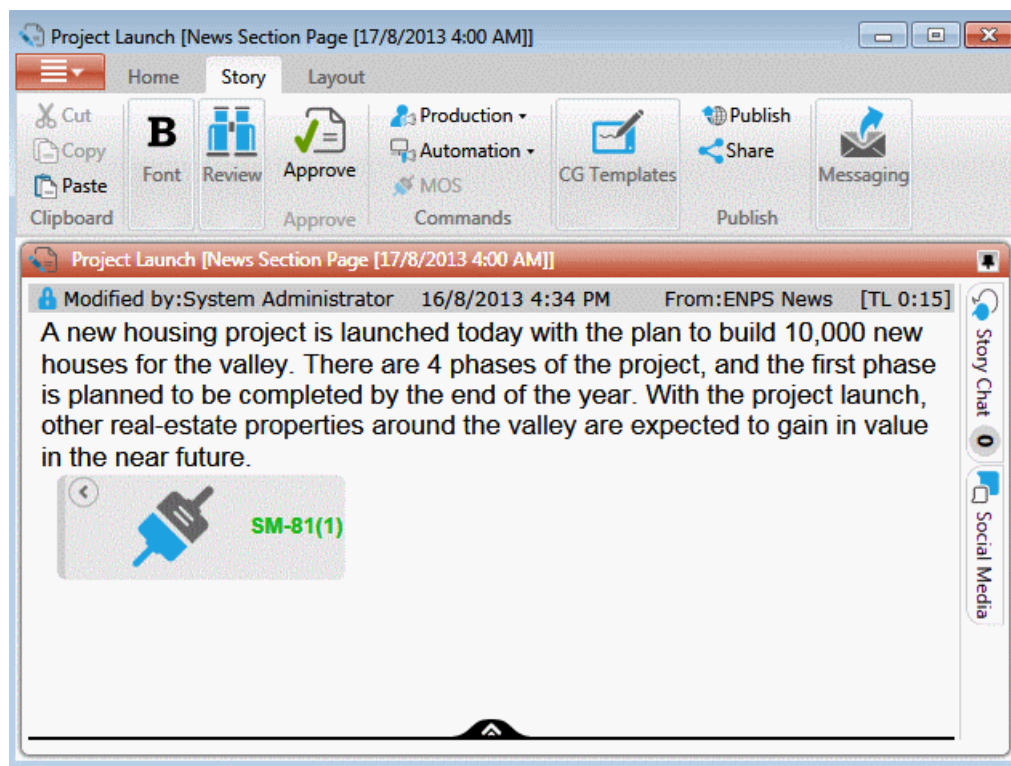 Project Launch [News Section Page [17/8/2013 4:00 AM]]
Home Story Layout
Cut
Copy
Paste
Clipboard
B
Font
Review
Approve
Approve
Production
Automation
MOS
Commands
CG Templates
Publish
Share
Publish
Messaging
Project Launch [News Section Page [17/8/2013 4:00 AM]]
Modified by:System Administrator 16/8/2013 4:34 PM From:ENPS News [TL 0:15]
A new housing project is launched today with the plan to build 10,000 new
houses for the valley. There are 4 phases of the project, and the first phase
is planned to be completed by the end of the year. With the project launch,
other real-estate properties around the valley are expected to gain in value
in the near future.
SM-81(1)
Story Chat 0
Social Media